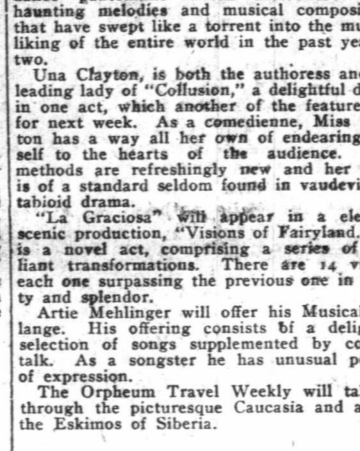 haunting melodies and musical composi
that have swept like a torrent into the mu
liking of the entire world in the past ye
two.
Una Clayton, is both the authoress an
leading lady of "Collusion," a delightful d
in one act, which another of the feature
for next week. As a comedienne, Miss
ton has a way all her own of endearing
self to the hearts of the audience.
methods are refreshingly new and her
is of a standard seldom found in vaudevi
tabioid drama.
"La Graciosa" will appear in a ele
scenic production, "Visions of Fairyland.
is a novel act, comprising a series of
liant transformations. There are 14 v
each one surpassing the previous one in
ty and splendor.
Artie Mehlinger will offer his Musical
lange. His offering consists of a delig
selection of songs supplemented by co
talk. As a songster he has unusual p
of expression.
The Orpheum Travel Weekly will ta
through the picturesque Caucasia and a
the Eskimos of Siberia.